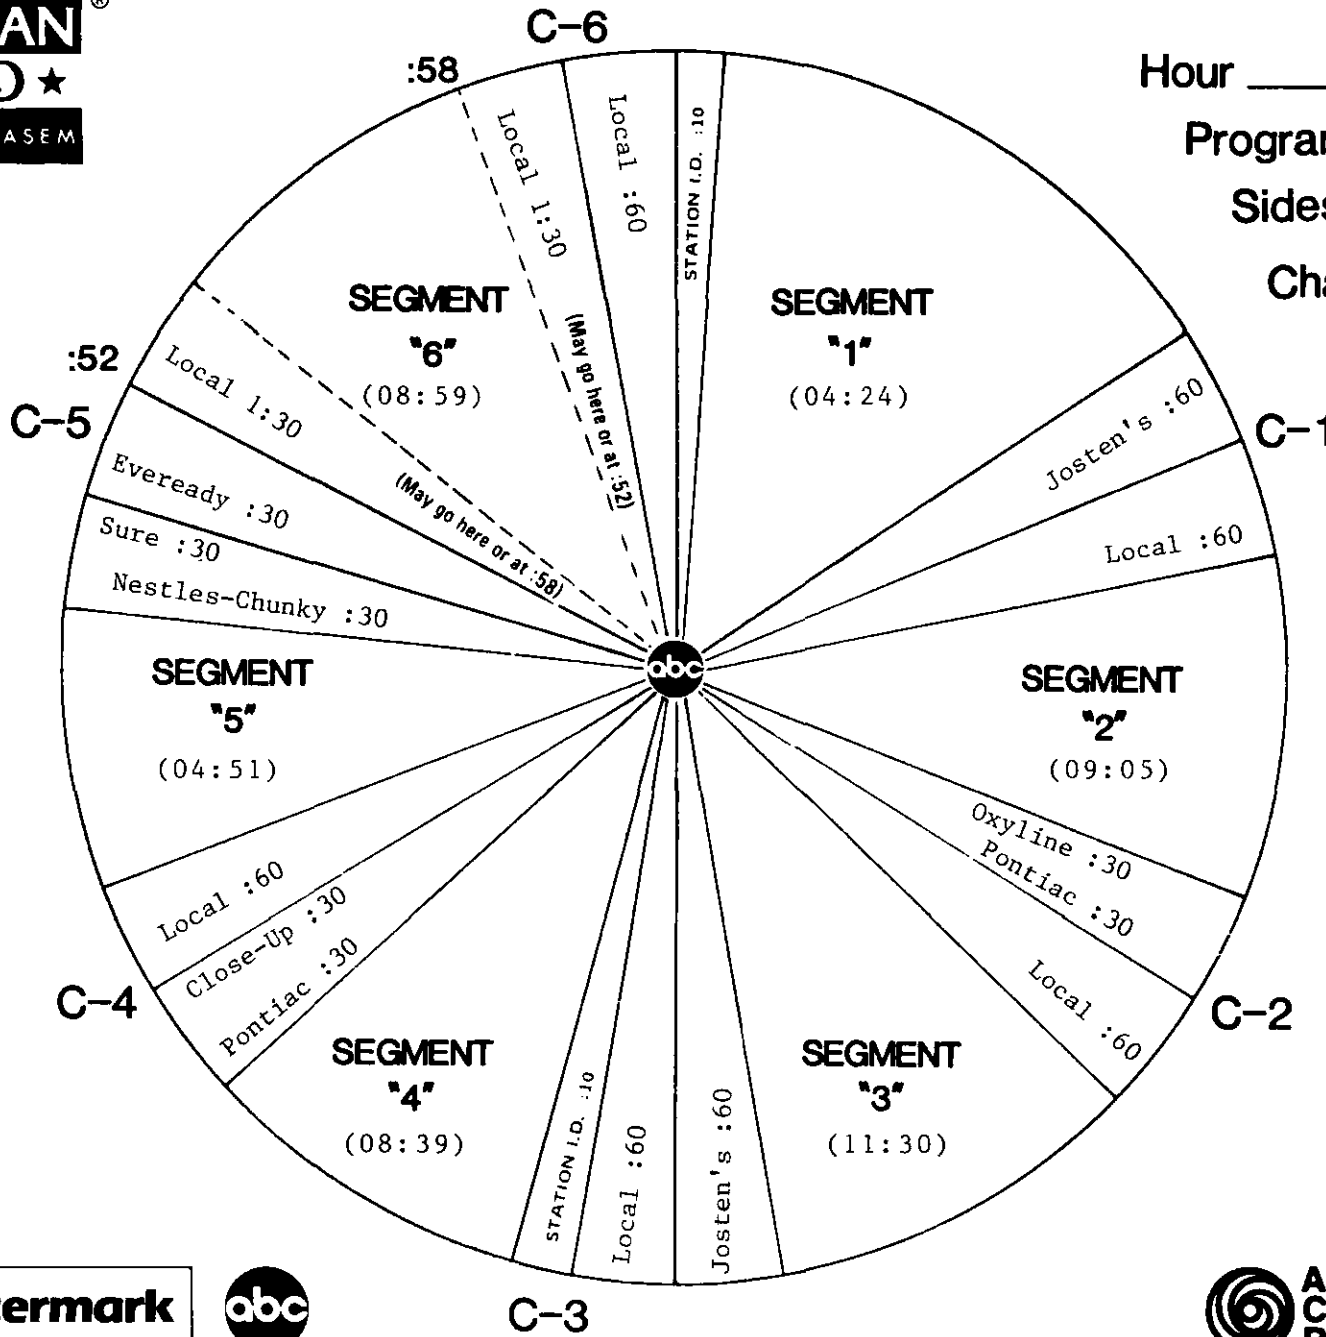 AN®
ASEM
C-6
:58
Hour
Program
Sides
Cha
STATION I.D. :10
Local :60
Local 1:30
(May go here or at :52)
SEGMENT
"1"
(04:24)
Josten's :60
C-1
Local :60
SEGMENT
"2"
(09:05)
Oxyline :30
Pontiac :30
C-2
Local :60
SEGMENT
"3"
(11:30)
Josten's :60
C-3
Local :60
STATION I.D. :10
SEGMENT
"4"
(08:39)
Pontiac :30
Close-Up :30
C-4
Local :60
SEGMENT
"5"
(04:51)
Nestles-Chunky :30
Sure :30
Eveready :30
C-5
:52
Local 1:30
(May go here or at :58)
SEGMENT
"6"
(08:59)
abc
termark
abc
A
C